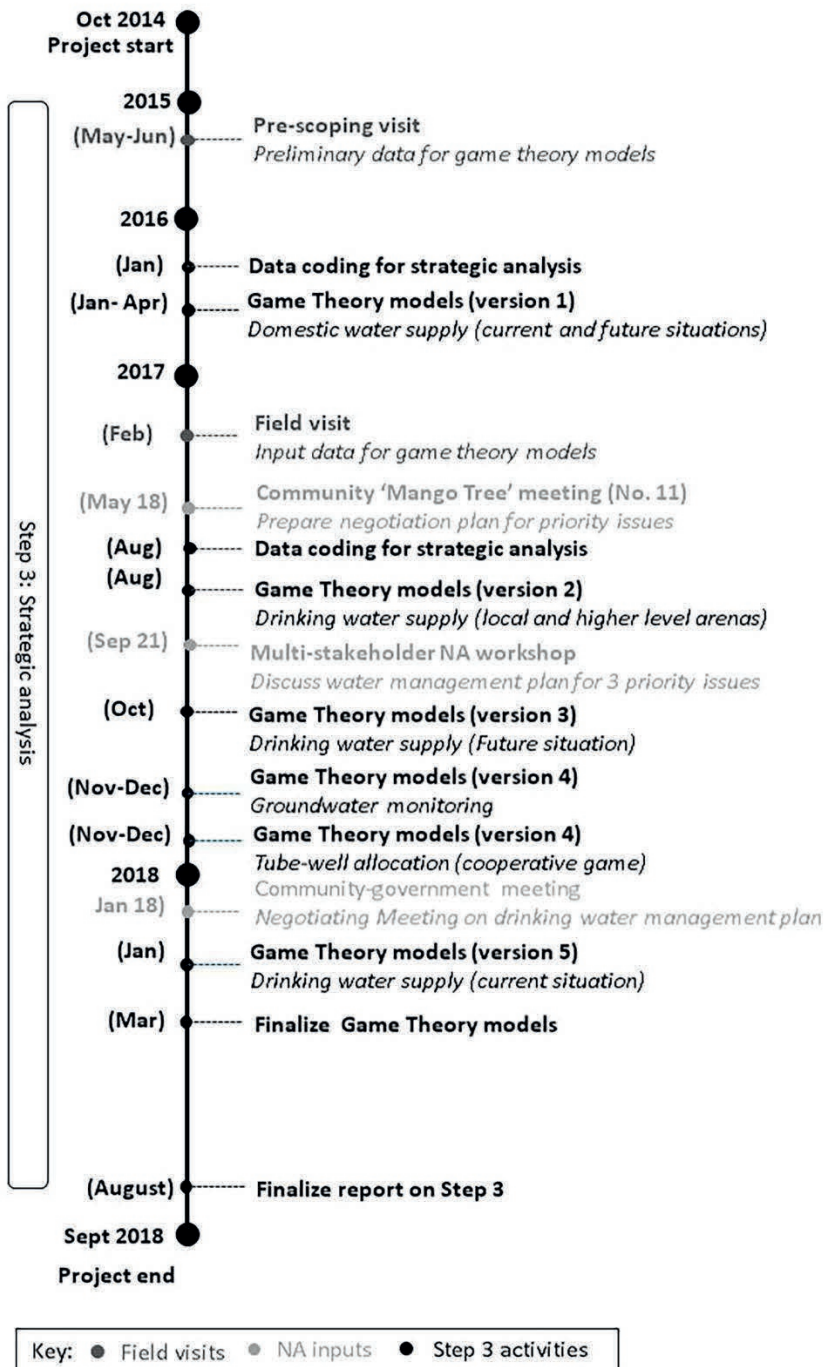 Oct 2014
Project start
2015
(May-Jun)
Pre-scoping visit
Preliminary data for game theory models
2016
(Jan)
Data coding for strategic analysis
(Jan- Apr)
Game Theory models (version 1)
Domestic water supply (current and future situations)
2017
(Feb)
Field visit
Input data for game theory models
(May 18)
Community ‘Mango Tree’ meeting (No. 11)
Prepare negotiation plan for priority issues
(Aug)
Data coding for strategic analysis
(Aug)
Game Theory models (version 2)
Drinking water supply (local and higher level arenas)
(Sep 21)
Multi-stakeholder NA workshop
Discuss water management plan for 3 priority issues
(Oct)
Game Theory models (version 3)
Drinking water supply (Future situation)
(Nov-Dec)
Game Theory models (version 4)
Groundwater monitoring
(Nov-Dec)
Game Theory models (version 4)
Tube-well allocation (cooperative game)
2018
Community-government meeting
Jan 18)
Negotiating Meeting on drinking water management plan
(Jan)
Game Theory models (version 5)
Drinking water supply (current situation)
(Mar)
Finalize Game Theory models
(August)
Finalize report on Step 3
Sept 2018
Project end
Step 3: Strategic analysis
Key: Field visits NA inputs Step 3 activities